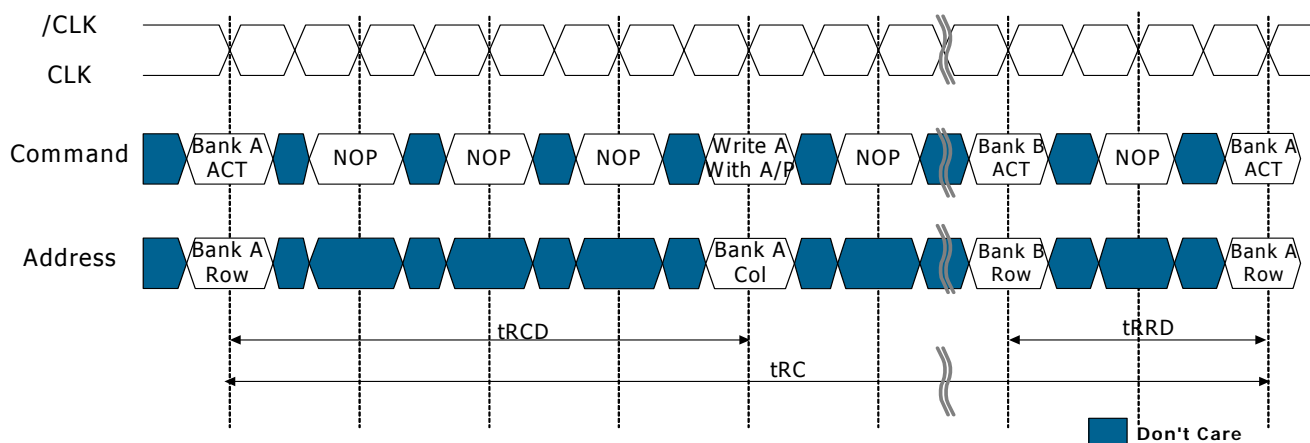 /CLK
CLK
Command
Bank A
ACT
NOP
NOP
NOP
Write A
With A/P
NOP
Bank B
ACT
NOP
Bank A
ACT
Address
Bank A
Row
Bank A
Col
Bank B
Row
Bank A
Row
tRCD
tRRD
tRC
Don't Care